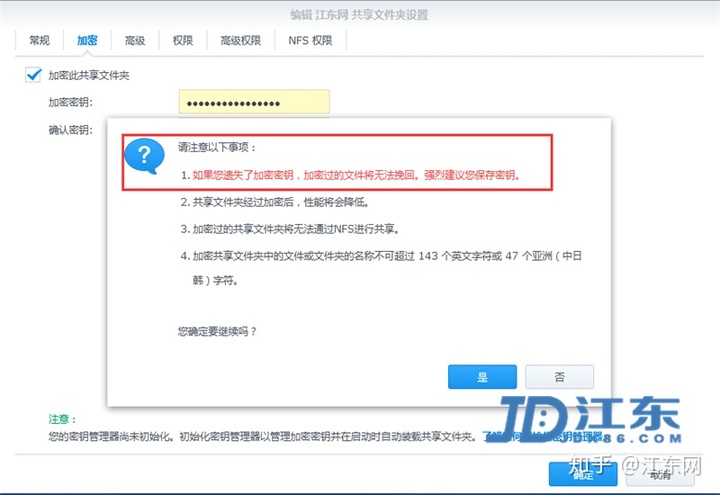 编辑 江东网 共享文件夹设置
常规 加密 高级 权限 高级权限 NFS 权限
加密此共享文件夹
加密密钥: ●●●●●●●●●●●●●●●●
确认密钥:
请注意以下事项：
1. 如果您遗失了加密密钥，加密过的文件将无法挽回。强烈建议您保存密钥。
2. 共享文件夹经过加密后，性能将会降低。
3. 加密过的共享文件夹将无法通过NFS进行共享。
4. 加密共享文件夹中的文件或文件夹的名称不可超过 143 个英文字符或 47 个亚洲（中日
韩）字符。
您确定要继续吗？
是 否
注意：
您的密钥管理器尚未初始化。初始化密钥管理器以管理加密密钥并在启动时自动装载共享文件夹。
JD江东
86.COM
确定 取消
知乎 @江东网